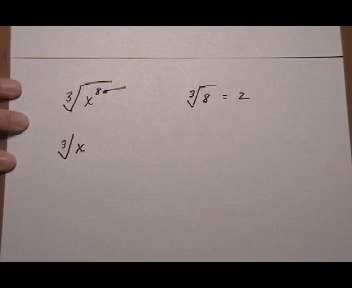 ∛x⁸ ∛8 = 2
∛x